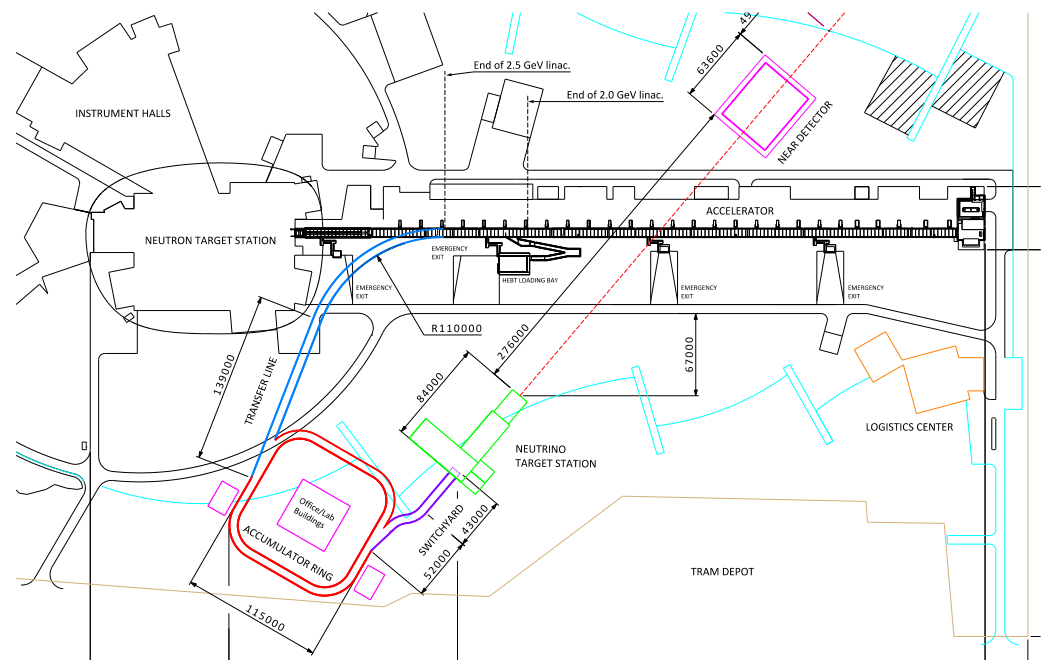 49
63600
End of 2.5 GeV linac.
End of 2.0 GeV linac.
INSTRUMENT HALLS
NEAR DETECTOR
ACCELERATOR
NEUTRON TARGET STATION
EMERGENCY
EXIT
HEBT LOADING BAY
EMERGENCY
EXIT
EMERGENCY
EXIT
EMERGENCY
EXIT
R110000
276000
67000
139000
TRANSFER LINE
84000
LOGISTICS CENTER
NEUTRINO
TARGET STATION
Office/Lab
Buildings
ACCUMULATOR RING
SWITCHYARD
43000
52000
TRAM DEPOT
115000